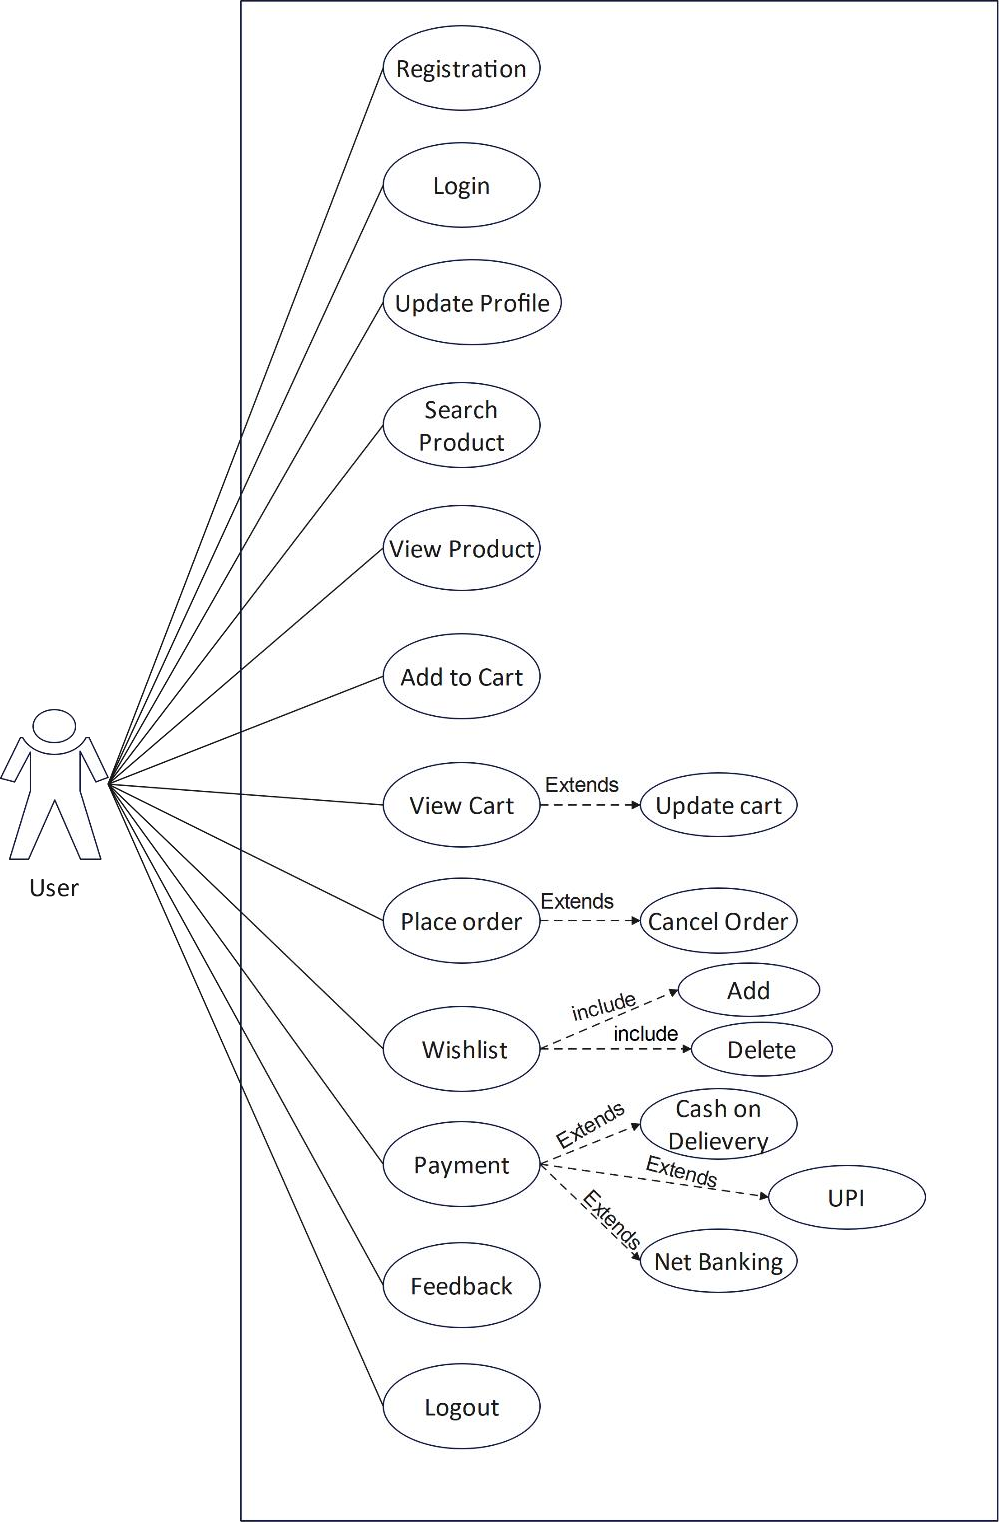 Registration
Login
Update Profile
Search
Product
View Product
Add to Cart
View Cart
Extends
Update cart
User
Place order
Extends
Cancel Order
Wishlist
include
Add
include
Delete
Payment
Extends
Cash on
Delievery
Extends
UPI
Extends
Net Banking
Feedback
Logout